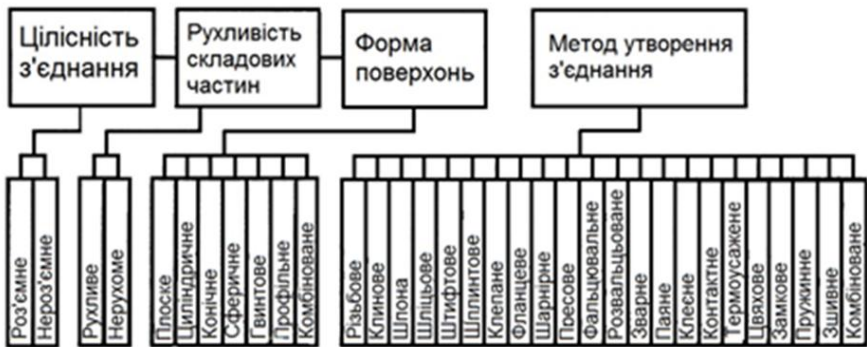 Цілісність
з'єднання
Рухливість
складових
частин
Форма
поверхонь
Метод утворення
з'єднання
Роз'ємне
Нероз'ємне
Рухливе
Нерухоме
Плоске
Циліндричне
Конічне
Сферичне
Гвинтове
Профільне
Комбіноване
Різьбове
Клинове
Шпона
Шліцьове
Штифтове
Шплинтове
Клепане
Фланцеве
Шарнірне
Пресове
Фальцювальне
Розвальцьоване
Зварне
Паяне
Клеєне
Контактне
Термоусажене
Цвяхове
Замкове
Пружинне
Зшивне
Комбіноване